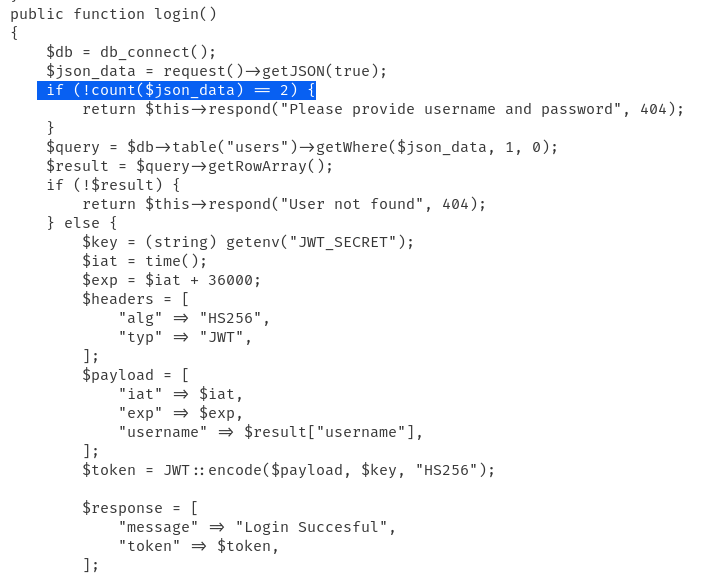 public function login()
{
    $db = db_connect();
    $json_data = request()->getJSON(true);
    if (!count($json_data) == 2) {
        return $this->respond("Please provide username and password", 404);
    }
    $query = $db->table("users")->getWhere($json_data, 1, 0);
    $result = $query->getRowArray();
    if (!$result) {
        return $this->respond("User not found", 404);
    } else {
        $key = (string) getenv("JWT_SECRET");
        $iat = time();
        $exp = $iat + 36000;
        $headers = [
            "alg" => "HS256",
            "typ" => "JWT",
        ];
        $payload = [
            "iat" => $iat,
            "exp" => $exp,
            "username" => $result["username"],
        ];
        $token = JWT::encode($payload, $key, "HS256");

        $response = [
            "message" => "Login Succesful",
            "token" => $token,
        ];